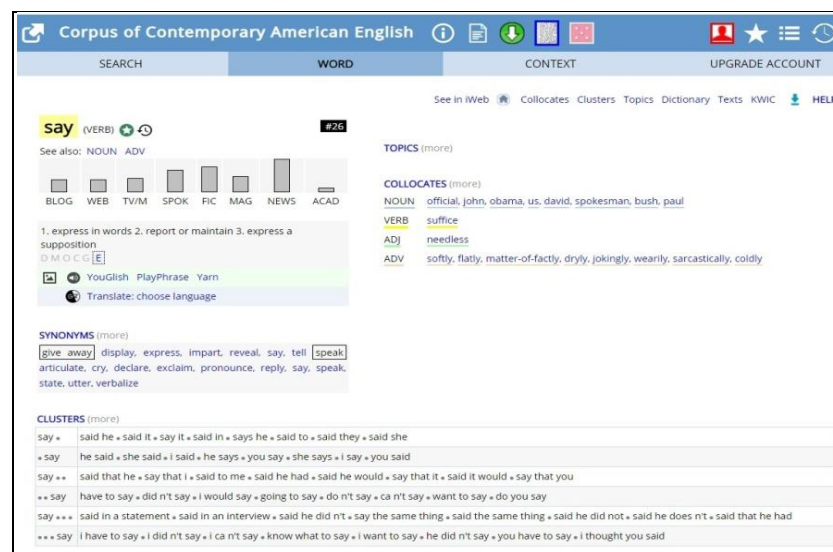 Corpus of Contemporary American English
SEARCH WORD CONTEXT UPGRADE ACCOUNT
See in iWeb Collocates Clusters Topics Dictionary Texts KWIC HELP
say (VERB) #26
See also: NOUN ADV
BLOG WEB TV/M SPOK FIC MAG NEWS ACAD
1. express in words 2. report or maintain 3. express a
supposition
D M O C G E
YouGlish PlayPhrase Yarn
Translate: choose language
TOPICS (more)
COLLOCATES (more)
NOUN official, john, obama, us, david, spokesman, bush, paul
VERB suffice
ADJ needless
ADV softly, flatly, matter-of-factly, dryly, jokingly, wearily, sarcastically, coldly
SYNONYMS (more)
give away display, express, impart, reveal, say, tell speak
articulate, cry, declare, exclaim, pronounce, reply, say, speak,
state, utter, verbalize
CLUSTERS (more)
say • said he • said it • say it • said in • says he • said to • said they • said she
• say he said • she said • i said • he says • you say • she says • i say • you said
say • • said that he • say that i • said to me • said he had • said he would • say that it • said it would • say that you
• • say have to say • did n't say • i would say • going to say • do n't say • ca n't say • want to say • do you say
say • • • said in a statement • said in an interview • said he did n't • say the same thing • said the same thing • said he did not • said he does n't • said that he had
• • • say i have to say • i did n't say • i ca n't say • know what to say • i want to say • he did n't say • you have to say • i thought you said